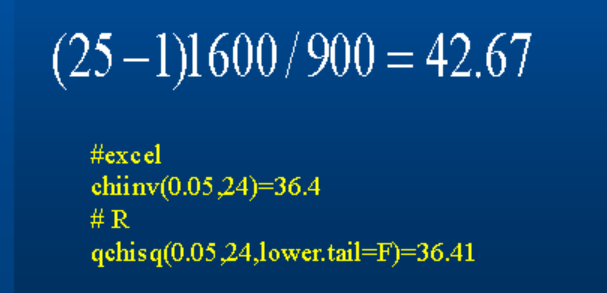 (25−1)1600/900 = 42.67
#excel
chiinv(0.05,24)=36.4
# R
qchisq(0.05,24,lower.tail=F)=36.41